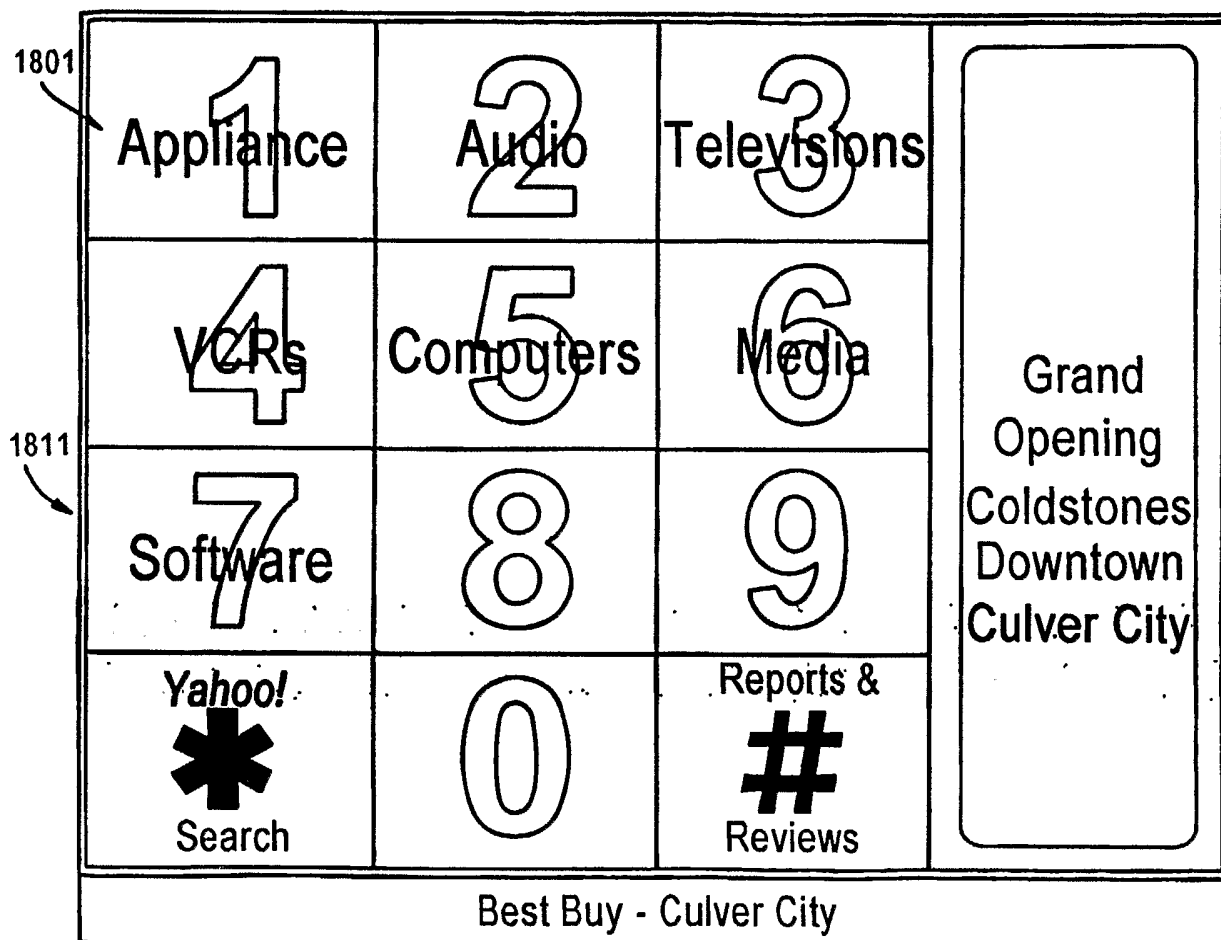 1801
1
Appliance
2
Audio
3
Televisions
4
VCRs
5
Computers
6
Media
1811
7
Software
8
9
Yahoo!
*
Search
0
Reports &
#
Reviews
Grand
Opening
Coldstones
Downtown
Culver City
Best Buy - Culver City